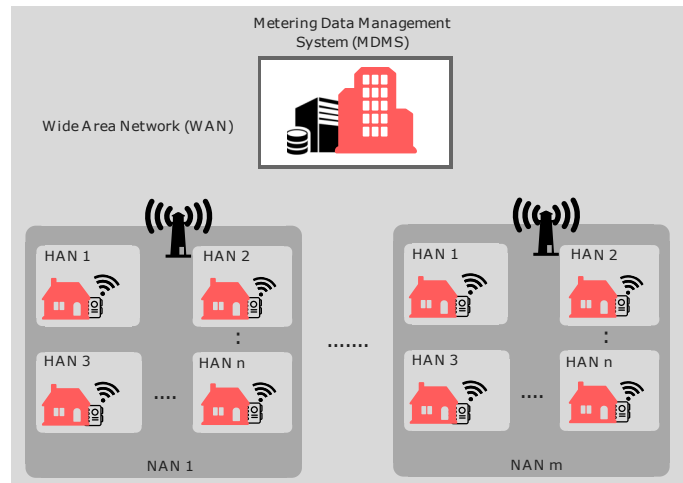 Metering Data Management
System (MDMS)
Wide Area Network (WAN)
HAN 1
HAN 2
:
HAN 3
....
HAN n
NAN 1
.......
HAN 1
HAN 2
:
HAN 3
....
HAN n
NAN m